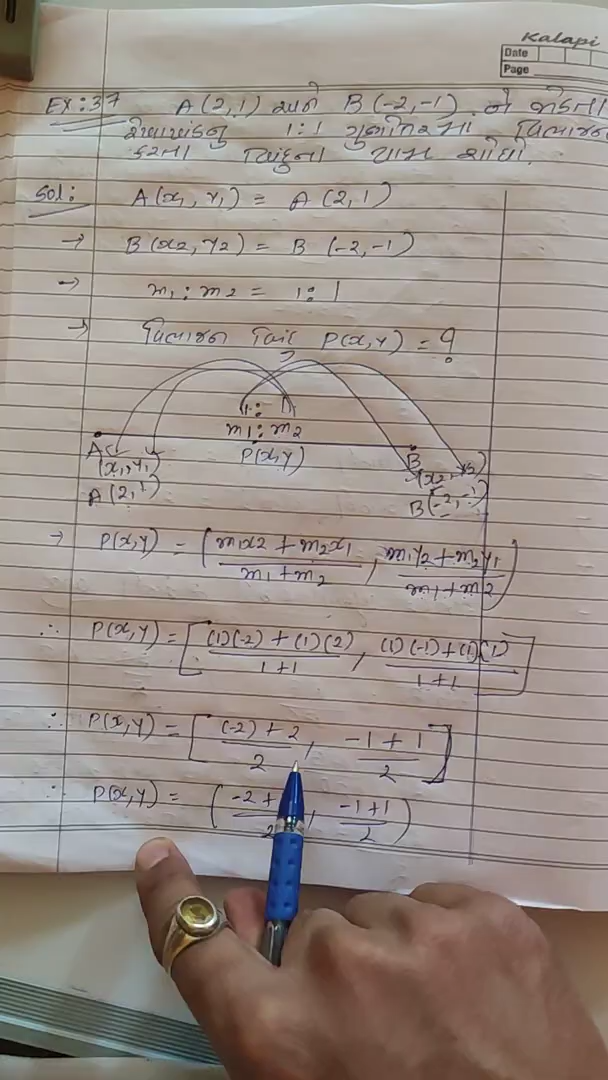 Kalapi
Date
Page
EX:37 A(2,1) અને B(-2,-1) ને જોડતા
રેખાખંડનું 1:1 ગુણોત્તરમાં વિભાજન
કરતા બિંદુના યામ શોધો.
Sol: A(x₁, y₁) = A(2,1)
→ B(x2, y2) = B (-2,-1)
→ m₁ : m2 = 1:1
→ વિભાજન બિંદુ P(x,y) = ?
1: 1
m₁ : m2
A B
(x₁, y₁) P(x,y) (x2, y2)
A(2,1) B(-2,-1)
→ P(x,y) = (m₁x2 + m2x₁ / m₁ + m2 , m₁y2 + m2y₁ / m₁ + m2)
∴ P(x,y) = [(1)(-2) + (1)(2) / 1+1 , (1)(-1)+(1)(1) / 1+1]
∴ P(x,y) = [(-2) + 2 / 2 , -1 + 1 / 2]
∴ P(x,y) = (-2 + / 2 , -1+1 / 2)